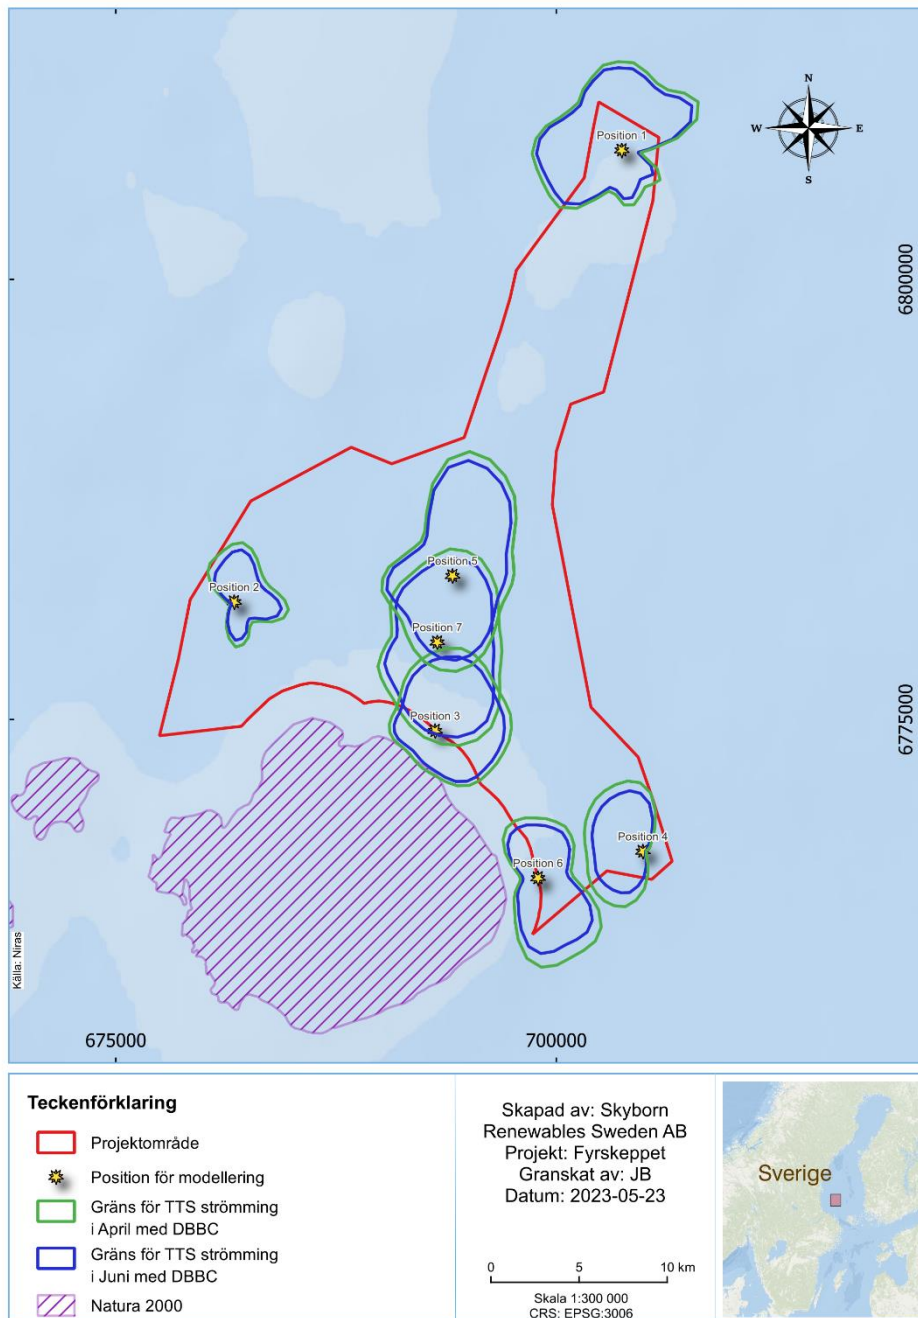 N
W
E
S
Position 1
6800000
Position 5
Position 2
Position 7
Position 3
6775000
Position 4
Position 6
Källa: Niras
675000
700000
Teckenförklaring
Projektområde
Position för modellering
Gräns för TTS strömming
i April med DBBC
Gräns för TTS strömming
i Juni med DBBC
Natura 2000
Skapad av: Skyborn
Renewables Sweden AB
Projekt: Fyrskeppet
Granskat av: JB
Datum: 2023-05-23
0 5 10 km
Skala 1:300 000
CRS: EPSG:3006
Sverige